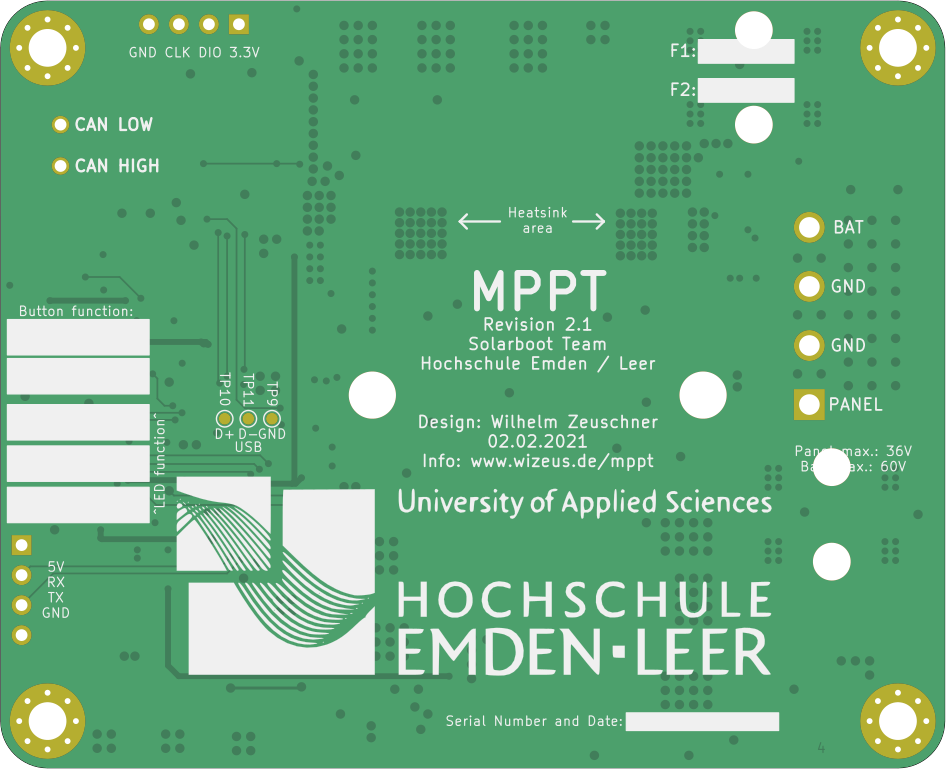 GND CLK DIO 3.3V
F1:
F2:
CAN LOW
CAN HIGH
Heatsink
area
BAT
GND
GND
PANEL
MPPT
Revision 2.1
Solarboot Team
Hochschule Emden / Leer
Button function:
TP10
TP11
TP9
D+ D-GND
USB
^LED function^
Design: Wilhelm Zeuschner
02.02.2021
Info: www.wizeus.de/mppt
max.: 36V
max.: 60V
University of Applied Sciences
5V
RX
TX
GND
HOCHSCHULE
EMDEN·LEER
Serial Number and Date:
4